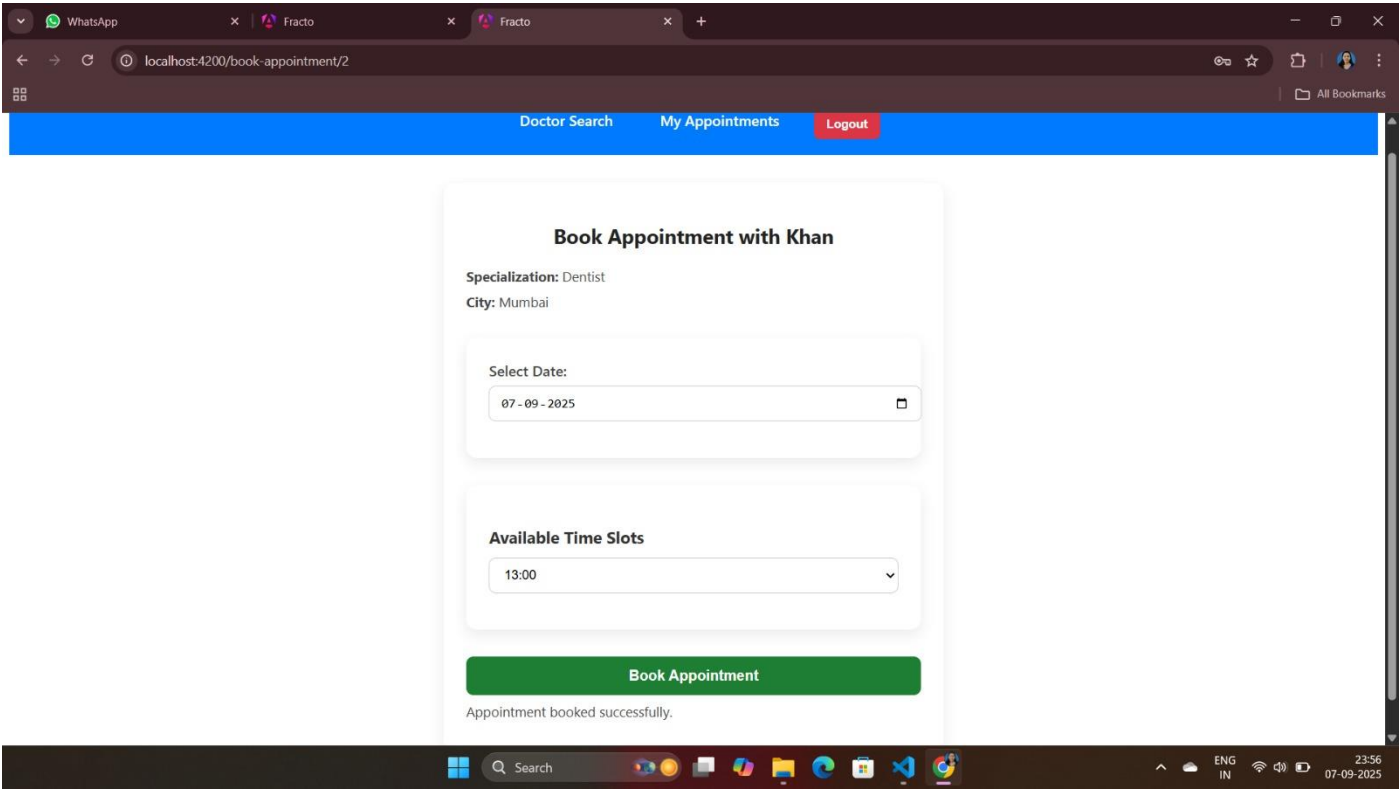 WhatsApp Fracto Fracto
localhost:4200/book-appointment/2
All Bookmarks
Doctor Search My Appointments Logout
Book Appointment with Khan
Specialization: Dentist
City: Mumbai
Select Date:
07-09-2025
Available Time Slots
13:00
Book Appointment
Appointment booked successfully.
Search
ENG 23:56
IN 07-09-2025